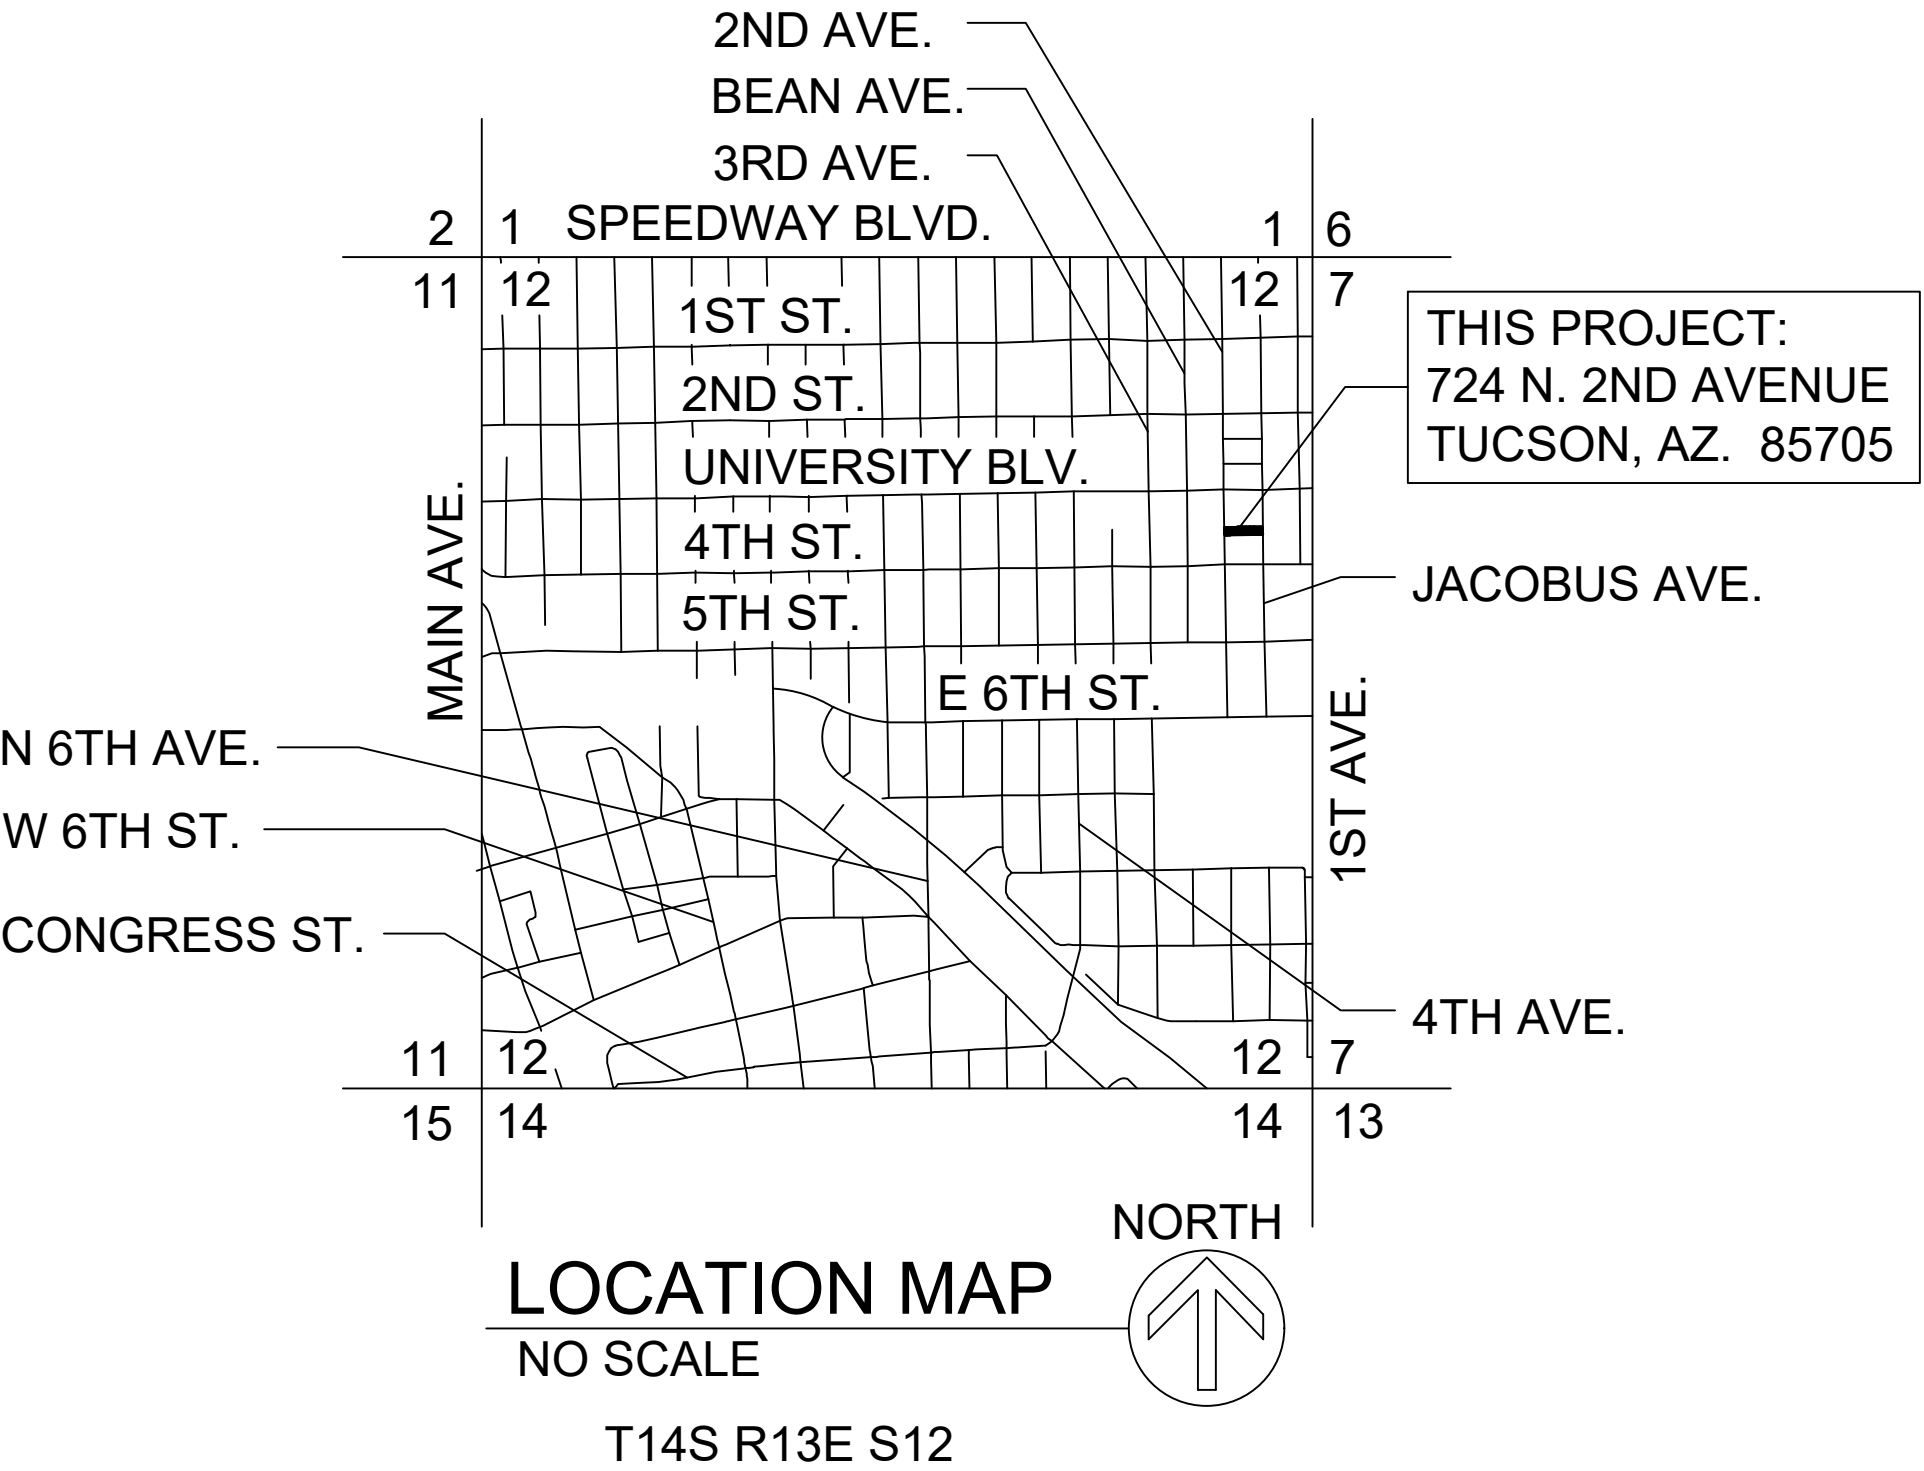 2ND AVE.
BEAN AVE.
3RD AVE.
SPEEDWAY BLVD.
2 1 1 6
11 12 12 7
1ST ST.
2ND ST.
UNIVERSITY BLV.
4TH ST.
5TH ST.
E 6TH ST.
THIS PROJECT:
724 N. 2ND AVENUE
TUCSON, AZ. 85705
JACOBUS AVE.
MAIN AVE.
1ST AVE.
N 6TH AVE.
W 6TH ST.
CONGRESS ST.
4TH AVE.
11 12 12 7
15 14 14 13
NORTH
LOCATION MAP
NO SCALE
T14S R13E S12